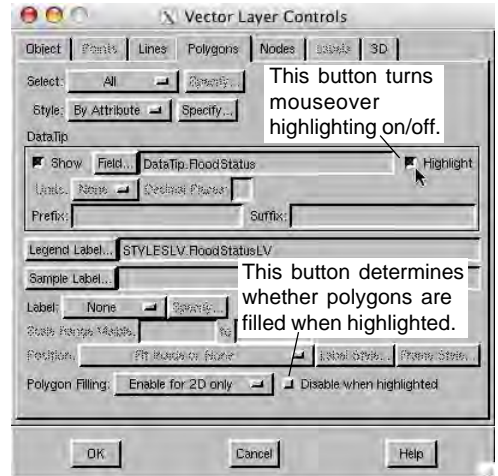 Vector Layer Controls
Object Points Lines Polygons Nodes Labels 3D
Select: All Specify...
This button turns
mouseover
highlighting on/off.
Style: By Attribute Specify...
DataTip
Show Field... DataTip.FloodStatus Highlight
Units: None Decimal Places:
Prefix: Suffix:
Legend Label... STYLESLV.FloodStatusLV
Sample Label...
This button determines
whether polygons are
filled when highlighted.
Label: None Specify...
Scale Range Visible: to
Position: Fit Inside or None Label Style... Frame Style...
Polygon Filling: Enable for 2D only Disable when highlighted
OK Cancel Help